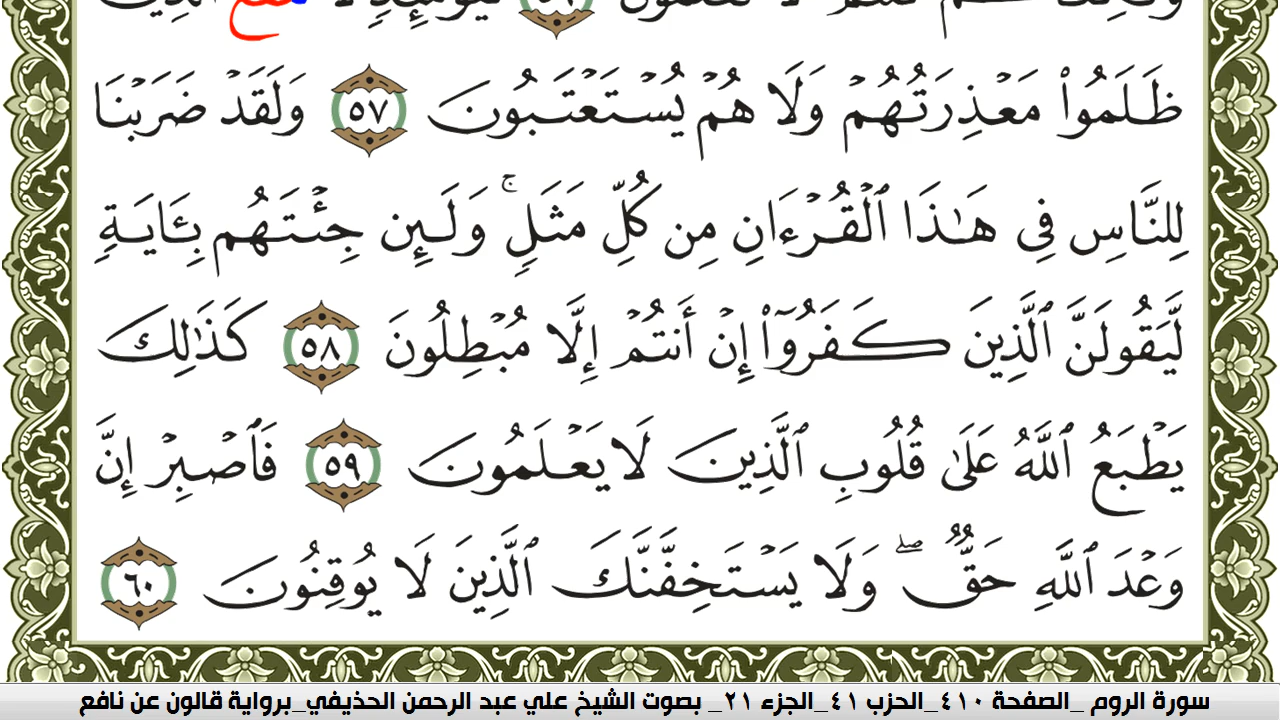 ظَلَمُوا۟ مَعْذِرَتُهُمْ وَلَا هُمْ يُسْتَعْتَبُونَ ٥٧ وَلَقَدْ ضَرَبْنَا
لِلنَّاسِ فِى هَٰذَا ٱلْقُرْءَانِ مِن كُلِّ مَثَلٍۚ وَلَئِن جِئْتَهُم بِـَٔايَةٍ
لَّيَقُولَنَّ ٱلَّذِينَ كَفَرُوٓا۟ إِنْ أَنتُمْ إِلَّا مُبْطِلُونَ ٥٨ كَذَٰلِكَ
يَطْبَعُ ٱللَّهُ عَلَىٰ قُلُوبِ ٱلَّذِينَ لَا يَعْلَمُونَ ٥٩ فَٱصْبِرْ إِنَّ
وَعْدَ ٱللَّهِ حَقٌّۖ وَلَا يَسْتَخِفَّنَّكَ ٱلَّذِينَ لَا يُوقِنُونَ ٦٠
سورة الروم _الصفحة ٤١٠_الحزب ٤١_الجزء ٢١_ بصوت الشيخ علي عبد الرحمن الحذيفي_برواية قالون عن نافع